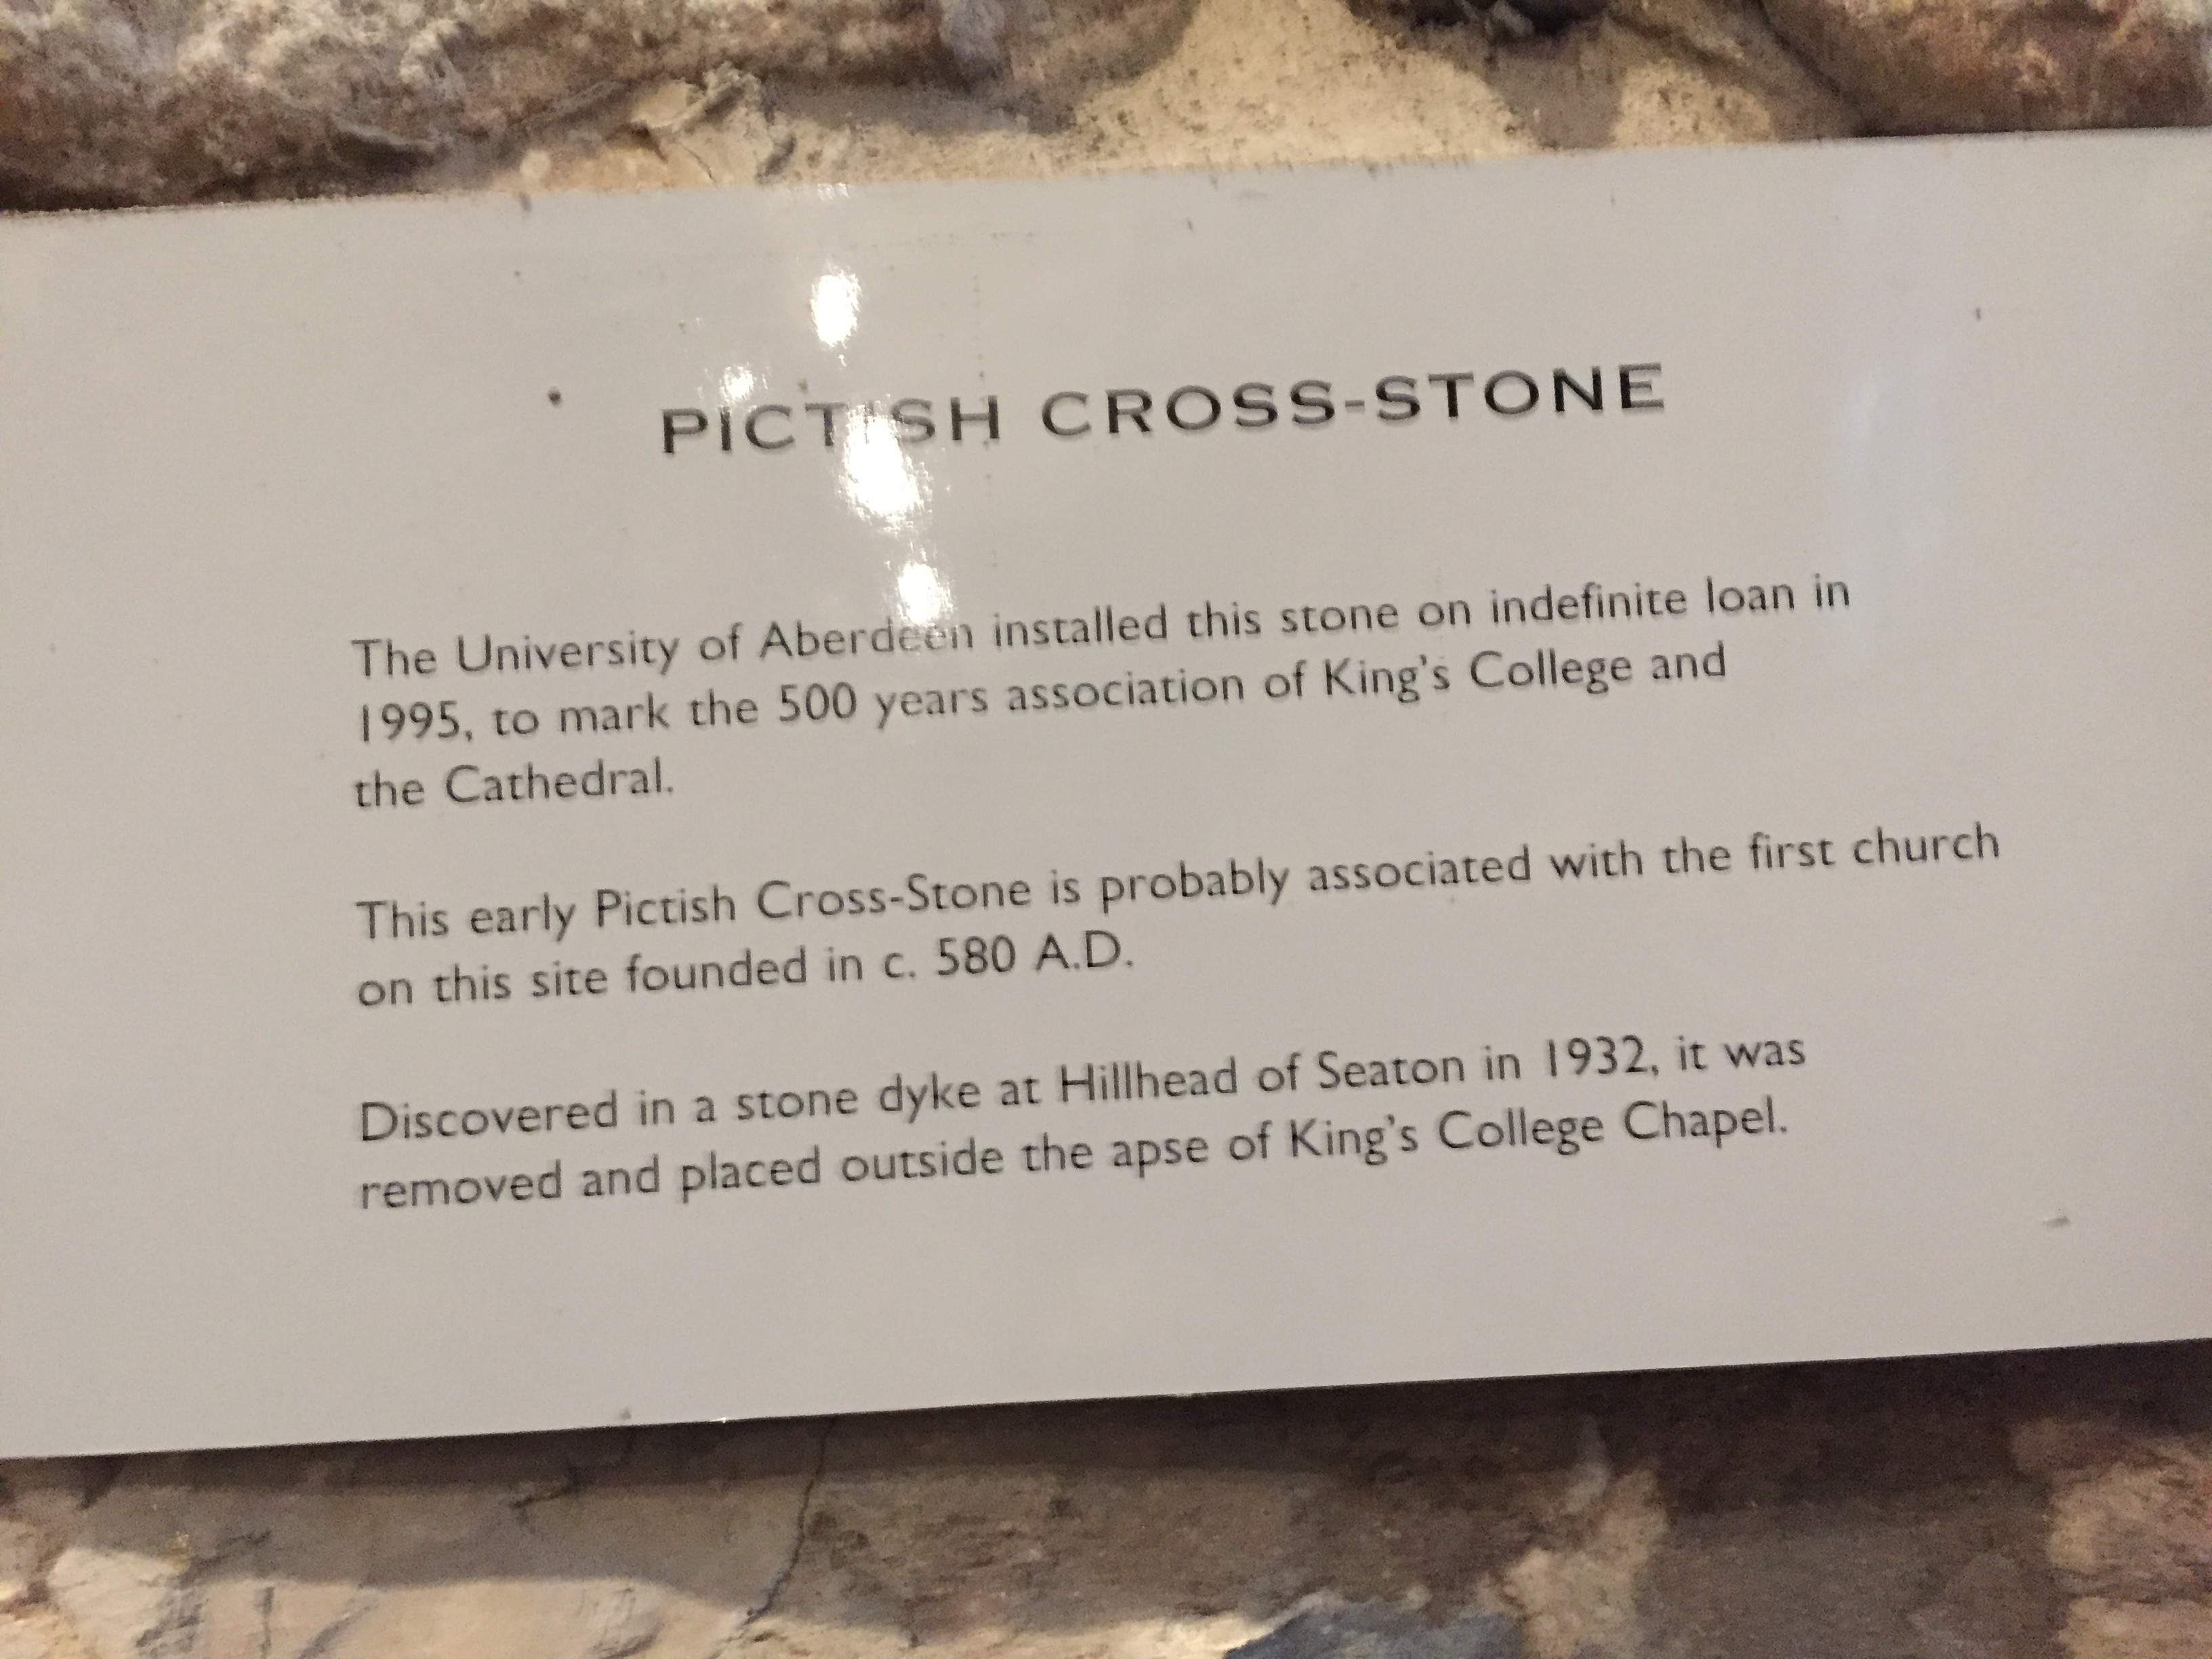 PICTISH CROSS-STONE
The University of Aberdeen installed this stone on indefinite loan in
1995, to mark the 500 years association of King's College and
the Cathedral.
This early Pictish Cross-Stone is probably associated with the first church
on this site founded in c. 580 A.D.
Discovered in a stone dyke at Hillhead of Seaton in 1932, it was
removed and placed outside the apse of King's College Chapel.